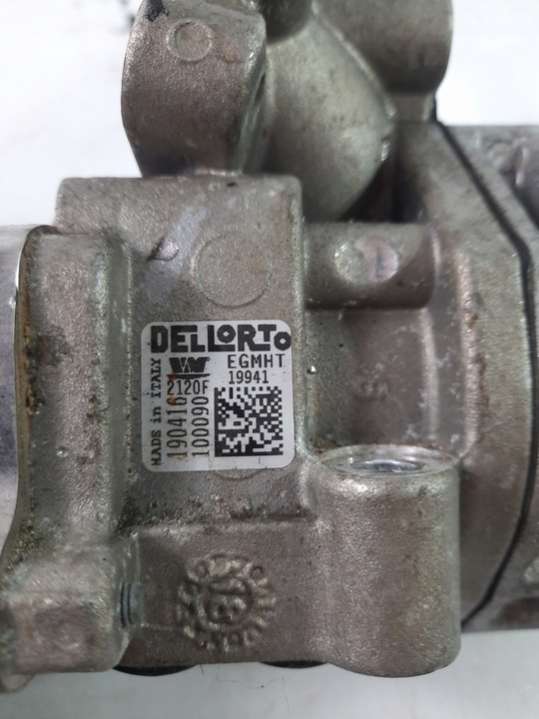 DELLORTO
W EGMHT
2120F 19941
MADE in ITALY
190416
100090